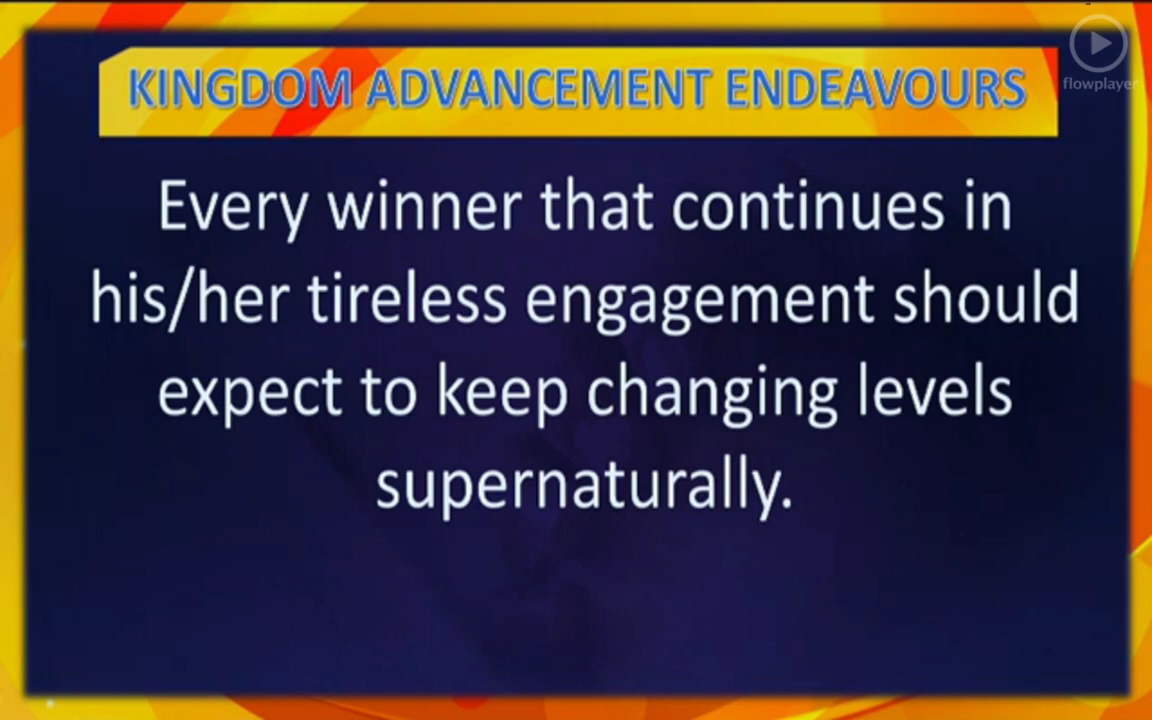 KINGDOM ADVANCEMENT ENDEAVOURS
flowplayer
Every winner that continues in
his/her tireless engagement should
expect to keep changing levels
supernaturally.